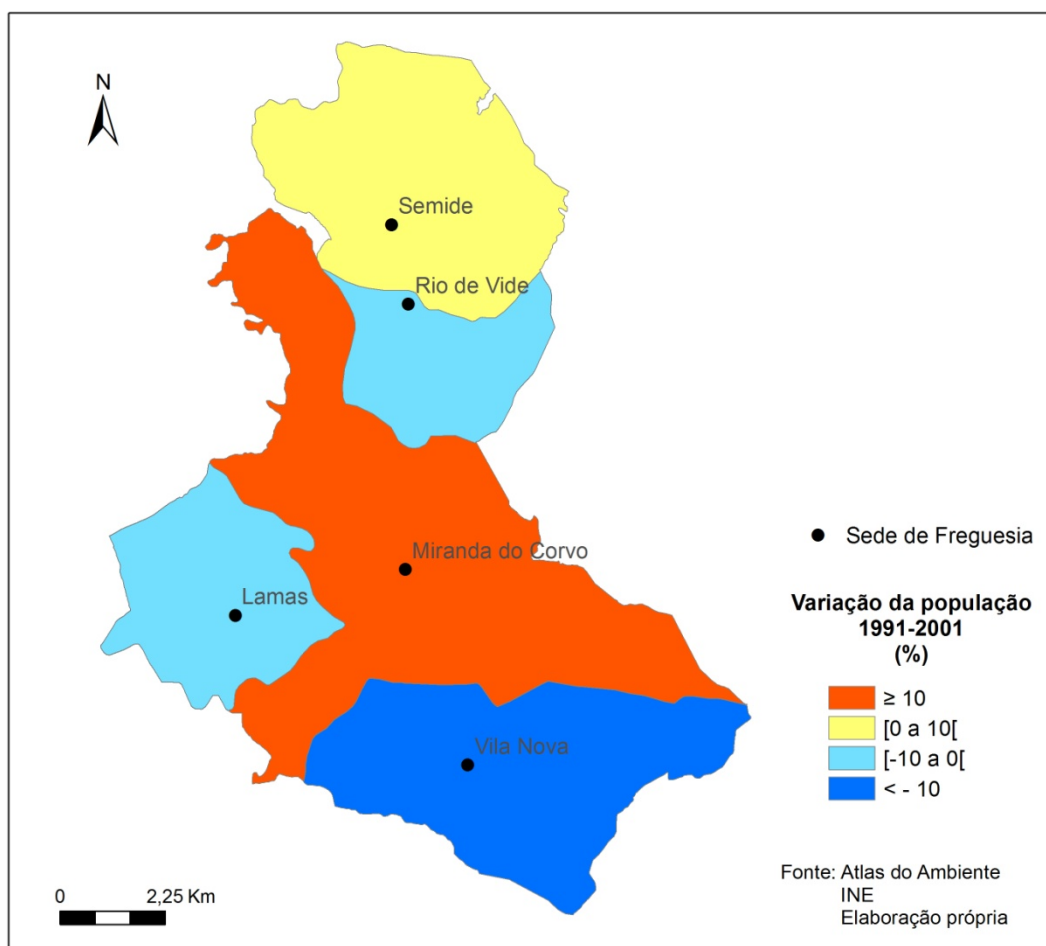 N
Semide
Rio de Vide
Miranda do Corvo
Lamas
Vila Nova
Sede de Freguesia
Variação da população
1991-2001
(%)
≥ 10
[0 a 10[
[-10 a 0[
< - 10
0 2,25 Km
Fonte: Atlas do Ambiente
INE
Elaboração própria